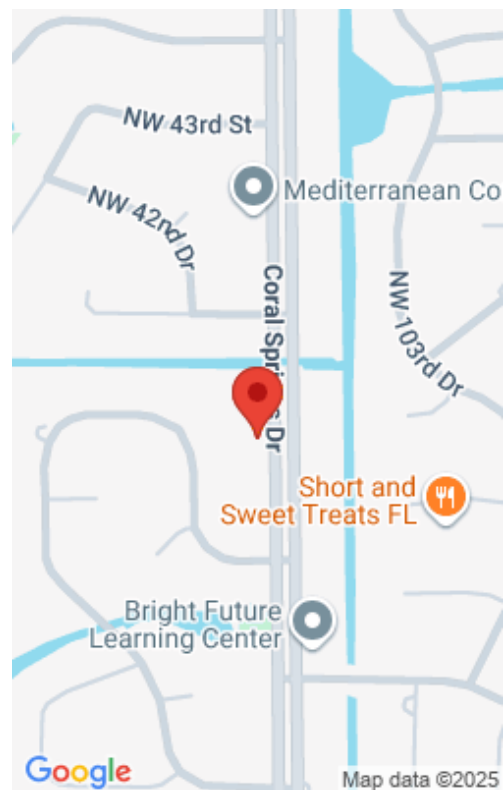 NW 43rd St
Mediterranean Co
NW 42nd Dr
Coral Springs Dr
NW 103rd Dr
Short and
Sweet Treats FL
Bright Future
Learning Center
Google
Map data ©2025